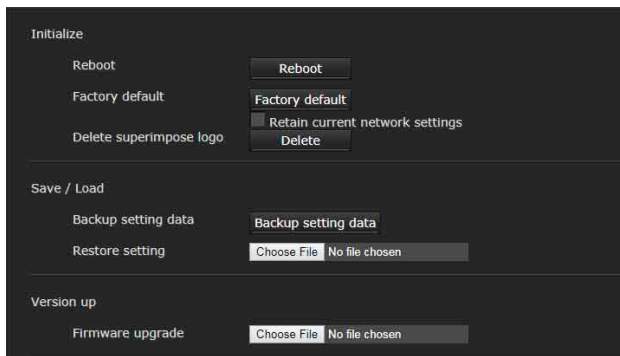 Initialize
Reboot Reboot
Factory default Factory default
Retain current network settings
Delete superimpose logo Delete
Save / Load
Backup setting data Backup setting data
Restore setting Choose File No file chosen
Version up
Firmware upgrade Choose File No file chosen